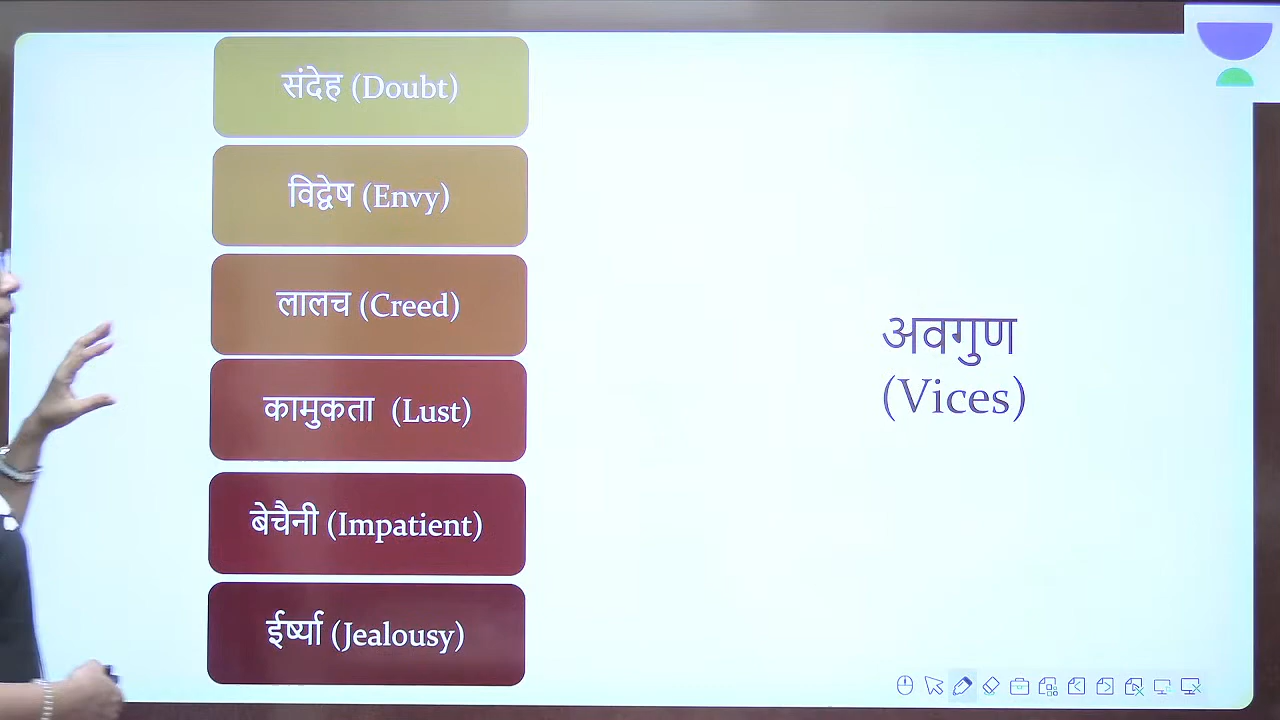 संदेह (Doubt)
विद्वेष (Envy)
लालच (Creed)
कामुकता (Lust)
बेचैनी (Impatient)
ईर्ष्या (Jealousy)
अवगुण
(Vices)